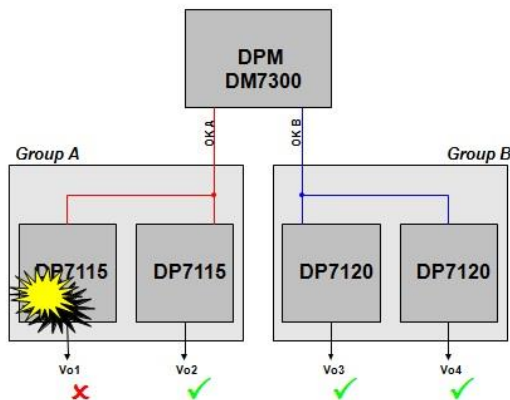 DPM
DM7300
OK A
OK B
Group A
Group B
DP7115
DP7115
DP7120
DP7120
Vo1
Vo2
Vo3
Vo4